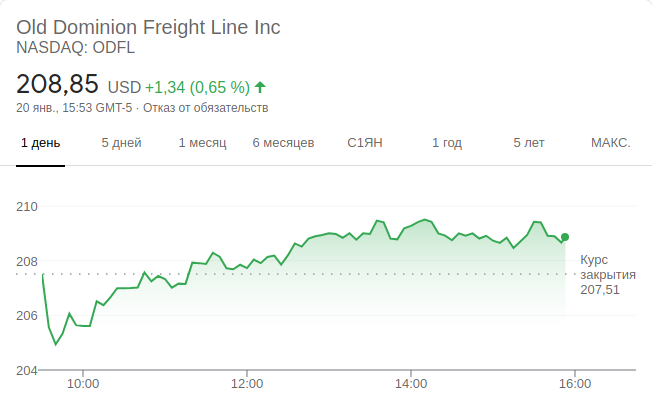 Old Dominion Freight Line Inc
NASDAQ: ODFL
208,85 USD +1,34 (0,65 %)
20 янв., 15:53 GMT-5 · Отказ от обязательств
1 день 5 дней 1 месяц 6 месяцев С1ЯН 1 год 5 лет МАКС.
210
208
Курс
закрытия
207,51
206
204
10:00 12:00 14:00 16:00